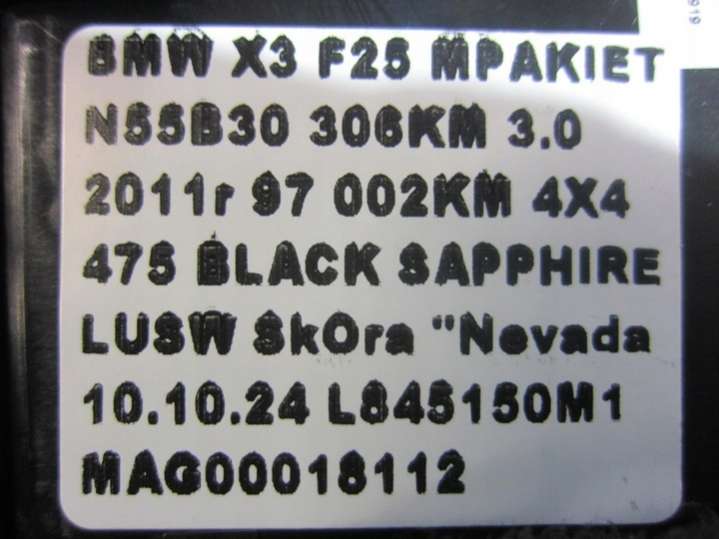 BMW X3 F25 MPAKIET
N55B30 306KM 3.0
2011r 97 002KM 4X4
475 BLACK SAPPHIRE
LUSW SkOra "Nevada
10.10.24 L845150M1
MAG00018112